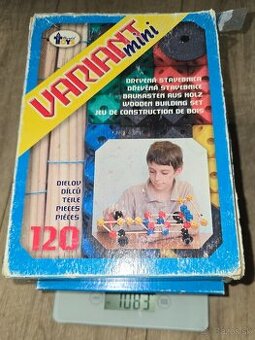 VARIANT
mini
DREVENÁ STAVEBNICA
DŘEVĚNÁ STAVEBNICE
BAUKASTEN AUS HOLZ
WOODEN BUILDING SET
JEU DE CONSTRUCTION DE BOIS
DIELOV
DÍLCŮ
TEILE
PIECES
PIÈCES
120
1083